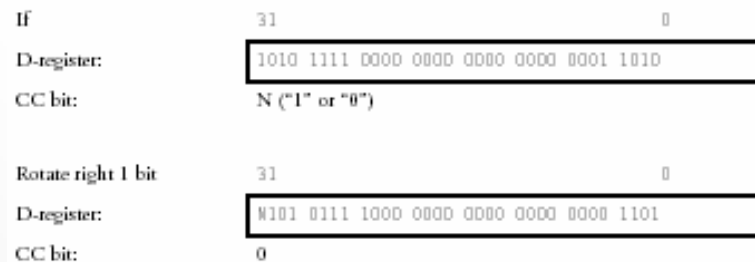 If 31 0
D-register: 1010 1111 0000 0000 0000 0000 0001 1010
CC bit: N ("1" or "0")
Rotate right 1 bit 31 0
D-register: N101 0111 1000 0000 0000 0000 0000 1101
CC bit: 0